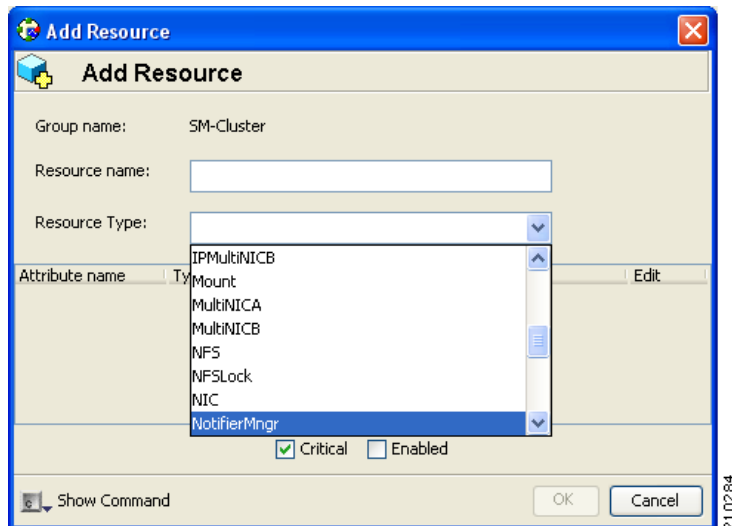 Add Resource
Add Resource
Group name: SM-Cluster
Resource name:
Resource Type:
IPMultiNICB
Attribute name Ty Edit
Mount
MultiNICA
MultiNICB
NFS
NFSLock
NIC
NotifierMngr
Critical Enabled
Show Command OK Cancel
210284